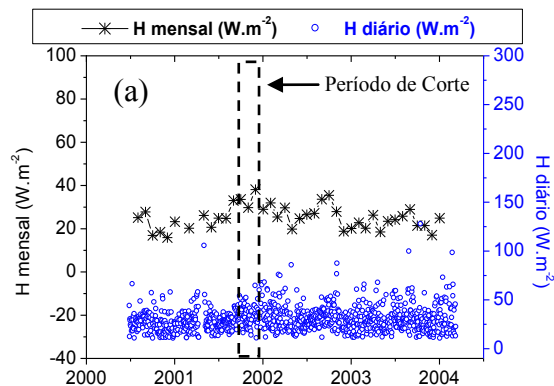 H mensal (W.m-2) H diário (W.m-2)
(a)
Período de Corte
H mensal (W.m-2)
100
80
60
40
20
0
-20
-40
H diário (W.m-2)
300
250
200
150
100
50
0
2000 2001 2002 2003 2004